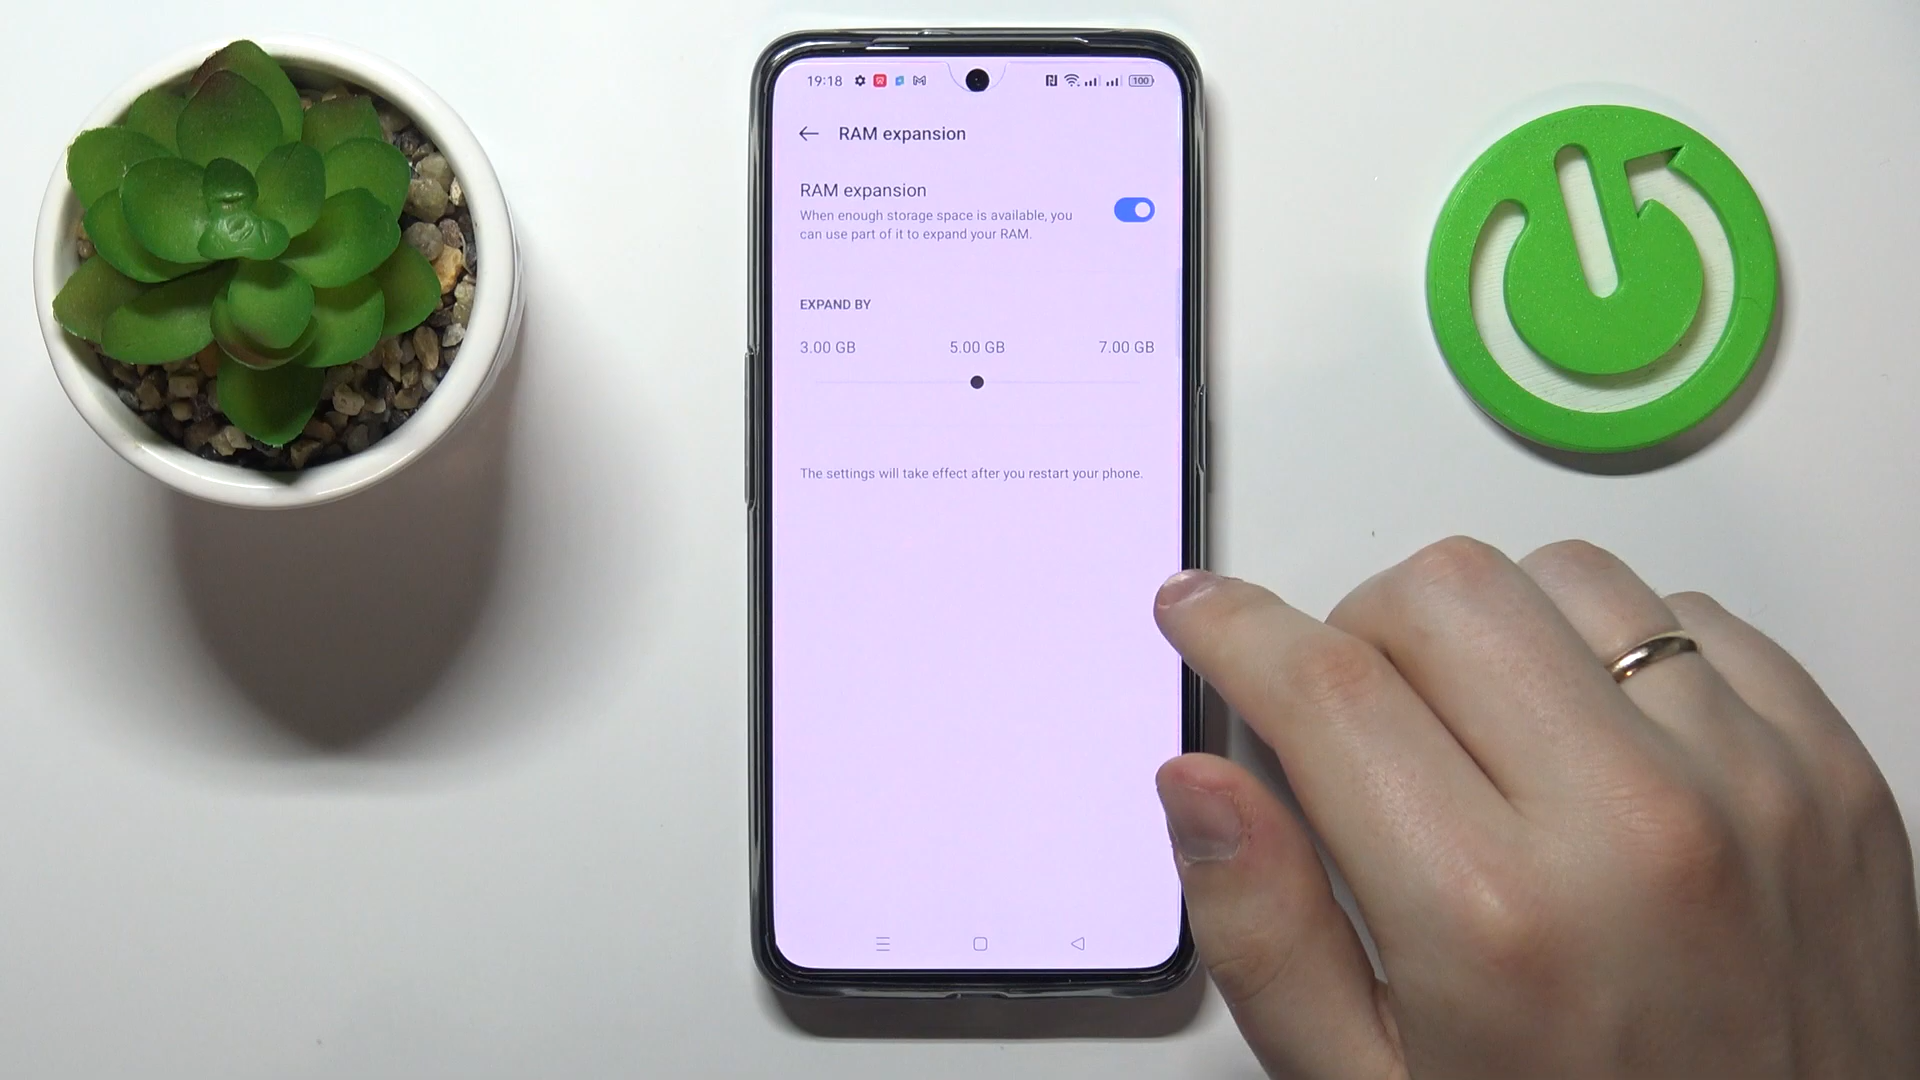 19:18
100
RAM expansion
RAM expansion
When enough storage space is available, you
can use part of it to expand your RAM.
EXPAND BY
3.00 GB 5.00 GB 7.00 GB
The settings will take effect after you restart your phone.